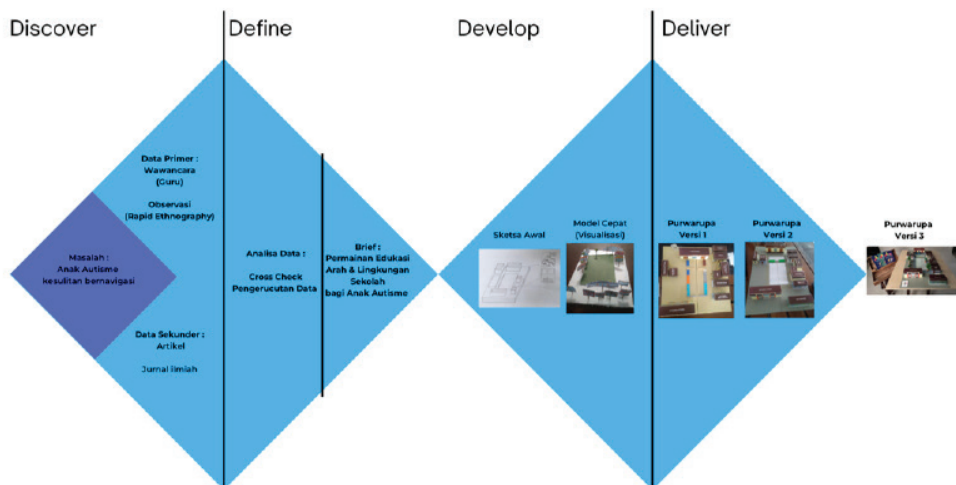 Discover
Define
Develop
Deliver
Masalah :
Anak Autisme
kesulitan bernavigasi
Data Primer :
Wawancara
(Guru)
Observasi
(Rapid Ethnography)
Data Sekunder :
Artikel
Jurnal ilmiah
Analisa Data :
Cross Check
Pengerucutan Data
Brief :
Permainan Edukasi
Arah & Lingkungan
Sekolah
bagi Anak Autisme
Sketsa Awal
Model Cepat
(Visualisasi)
Purwarupa
Versi 1
Purwarupa
Versi 2
Purwarupa
Versi 3